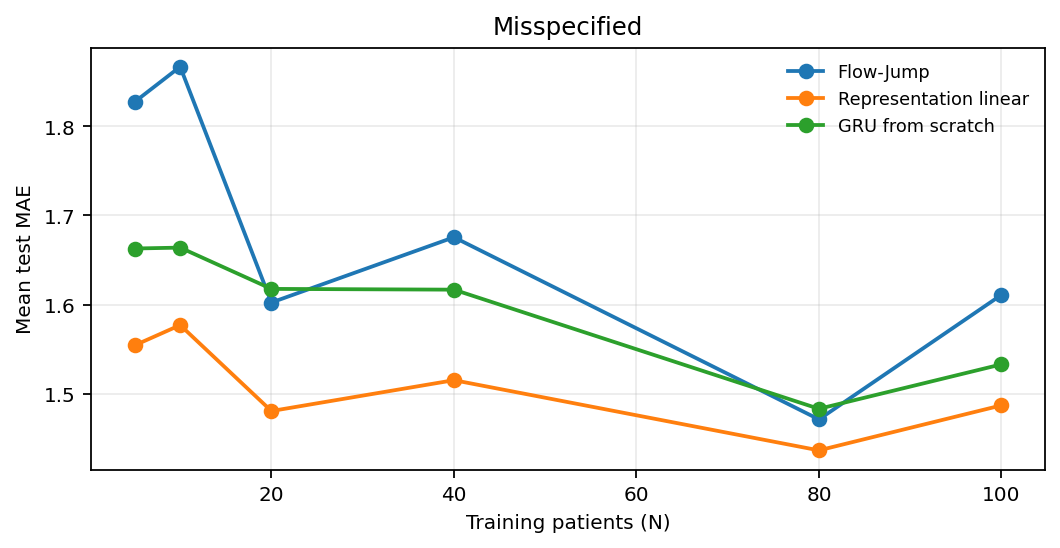 Misspecified
Flow-Jump
Representation linear
GRU from scratch
Mean test MAE
1.8
1.7
1.6
1.5
20
40
60
80
100
Training patients (N)